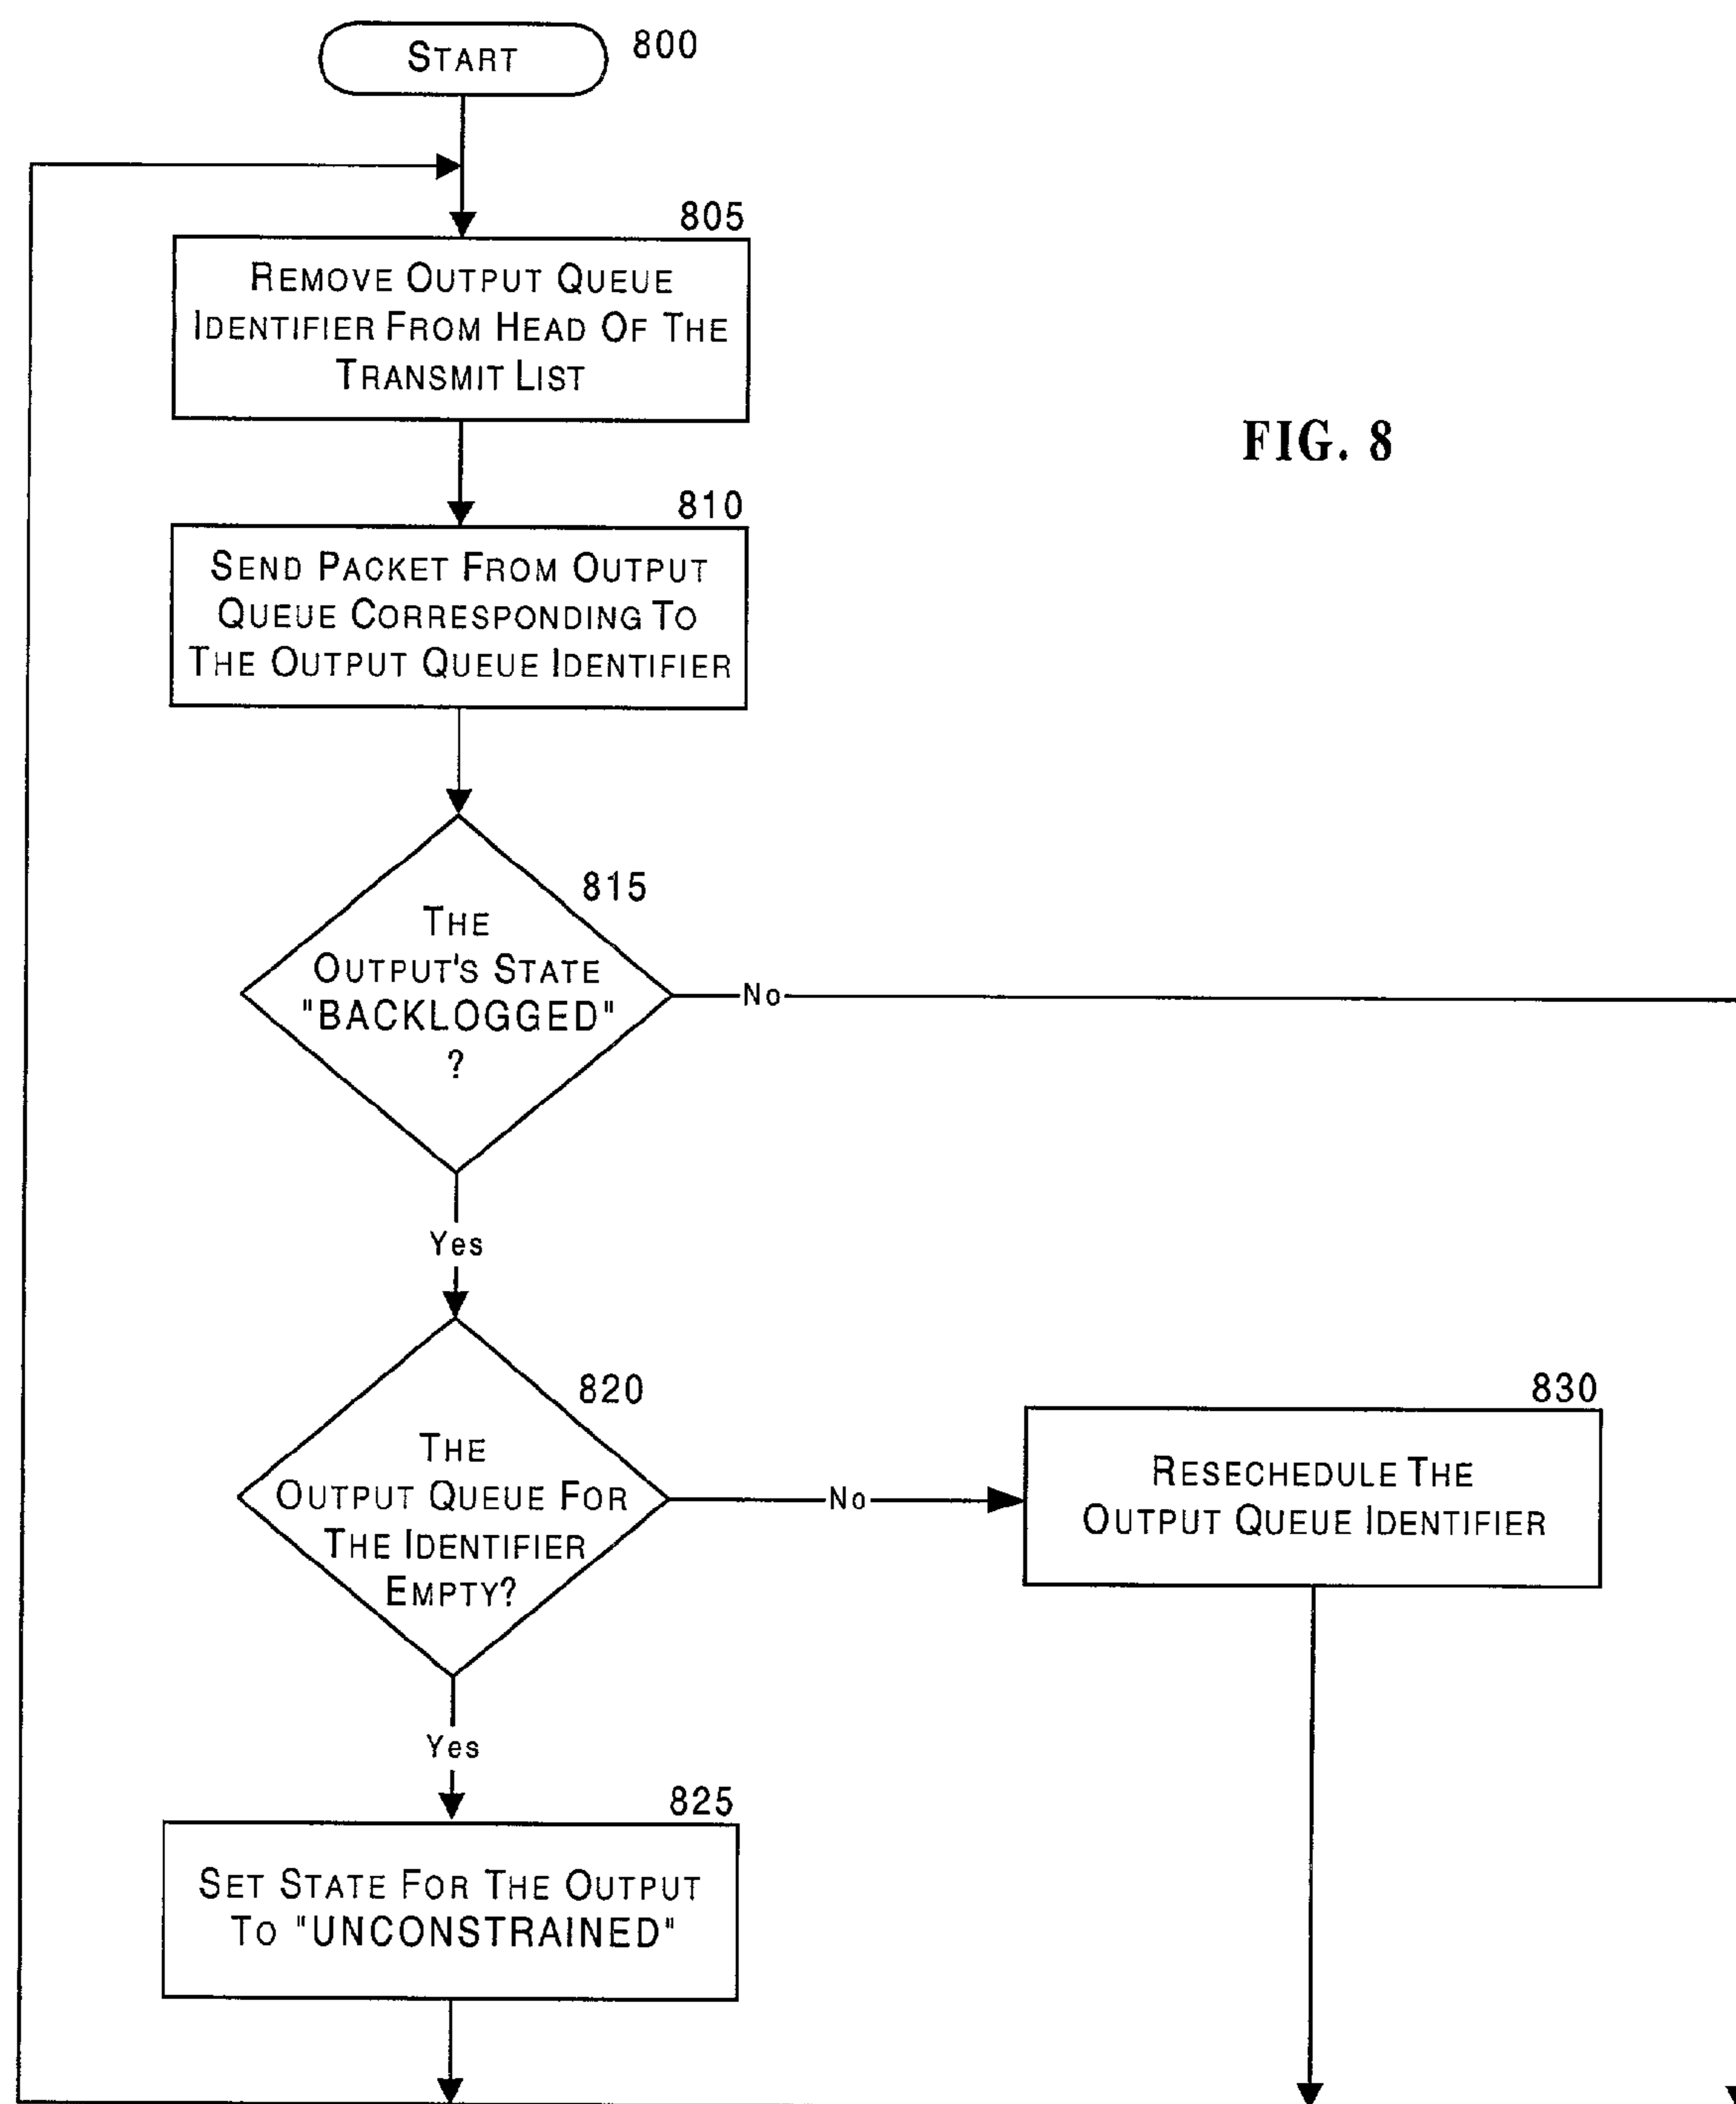 START
800
805
REMOVE OUTPUT QUEUE
IDENTIFIER FROM HEAD OF THE
TRANSMIT LIST
FIG. 8
810
SEND PACKET FROM OUTPUT
QUEUE CORRESPONDING TO
THE OUTPUT QUEUE IDENTIFIER
815
THE
OUTPUT'S STATE
"BACKLOGGED"
?
No
Yes
820
THE
OUTPUT QUEUE FOR
THE IDENTIFIER
EMPTY?
No
830
RESECHEDULE THE
OUTPUT QUEUE IDENTIFIER
Yes
825
SET STATE FOR THE OUTPUT
TO "UNCONSTRAINED"